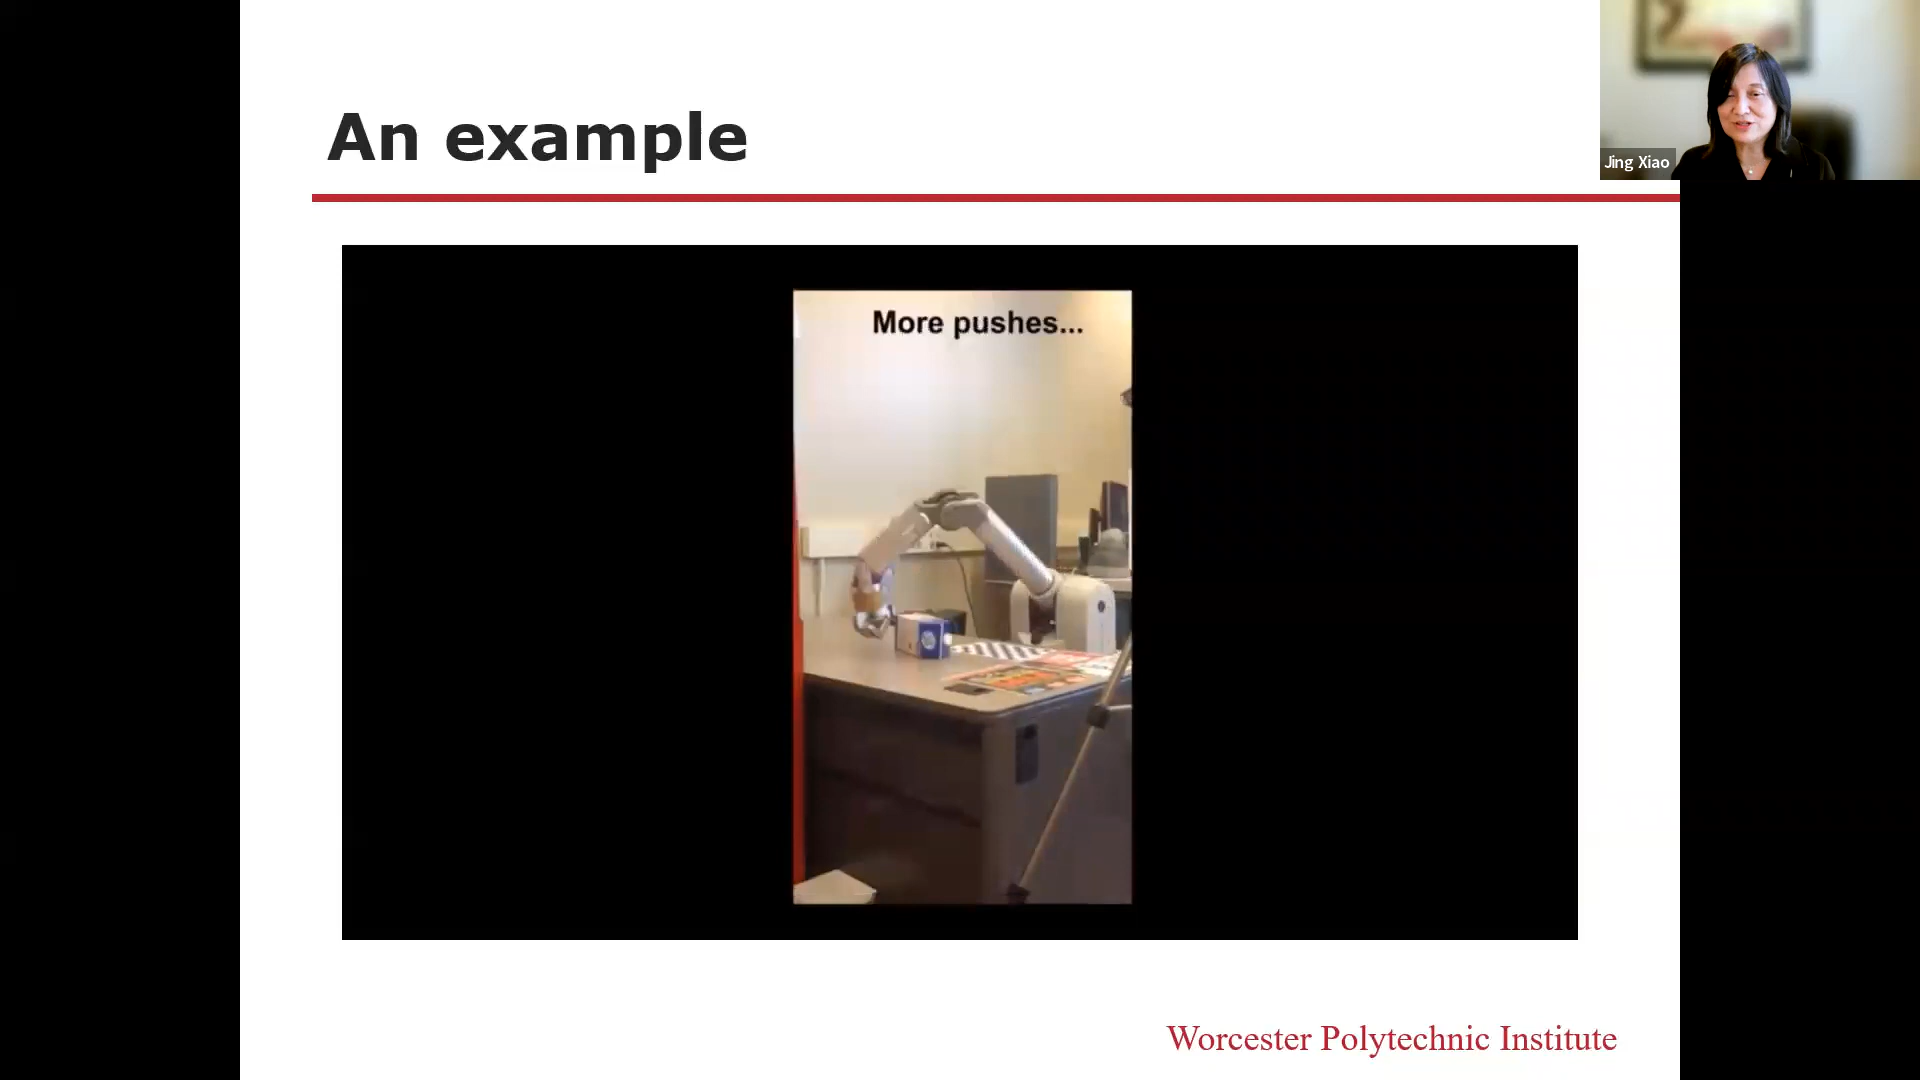 An example
Jing Xiao
More pushes...
Worcester Polytechnic Institute